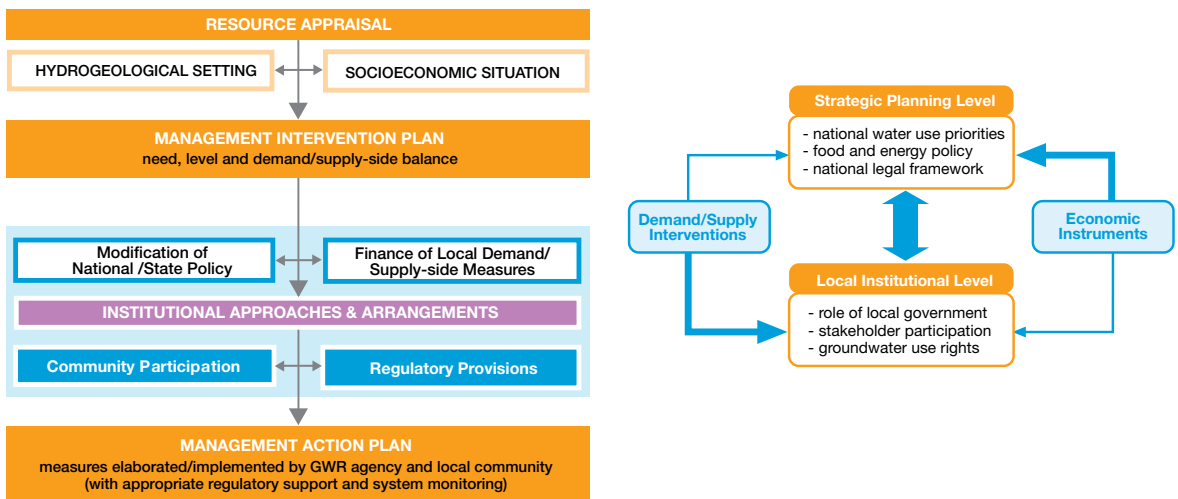 RESOURCE APPRAISAL
HYDROGEOLOGICAL SETTING
SOCIOECONOMIC SITUATION
MANAGEMENT INTERVENTION PLAN
need, level and demand/supply-side balance
Modification of
National /State Policy
Finance of Local Demand/
Supply-side Measures
INSTITUTIONAL APPROACHES & ARRANGEMENTS
Community Participation
Regulatory Provisions
MANAGEMENT ACTION PLAN
measures elaborated/implemented by GWR agency and local community
(with appropriate regulatory support and system monitoring)
Strategic Planning Level
- national water use priorities
- food and energy policy
- national legal framework
Demand/Supply
Interventions
Economic
Instruments
Local Institutional Level
- role of local government
- stakeholder participation
- groundwater use rights